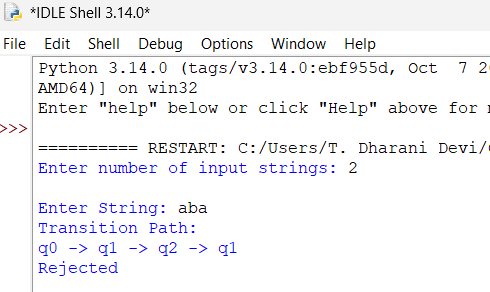 *IDLE Shell 3.14.0*
File Edit Shell Debug Options Window Help
Python 3.14.0 (tags/v3.14.0:ebf955d, Oct 7
AMD64)] on win32
Enter "help" below or click "Help" above for
>>>
========== RESTART: C:/Users/T. Dharani Devi/
Enter number of input strings: 2
Enter String: aba
Transition Path:
q0 -> q1 -> q2 -> q1
Rejected